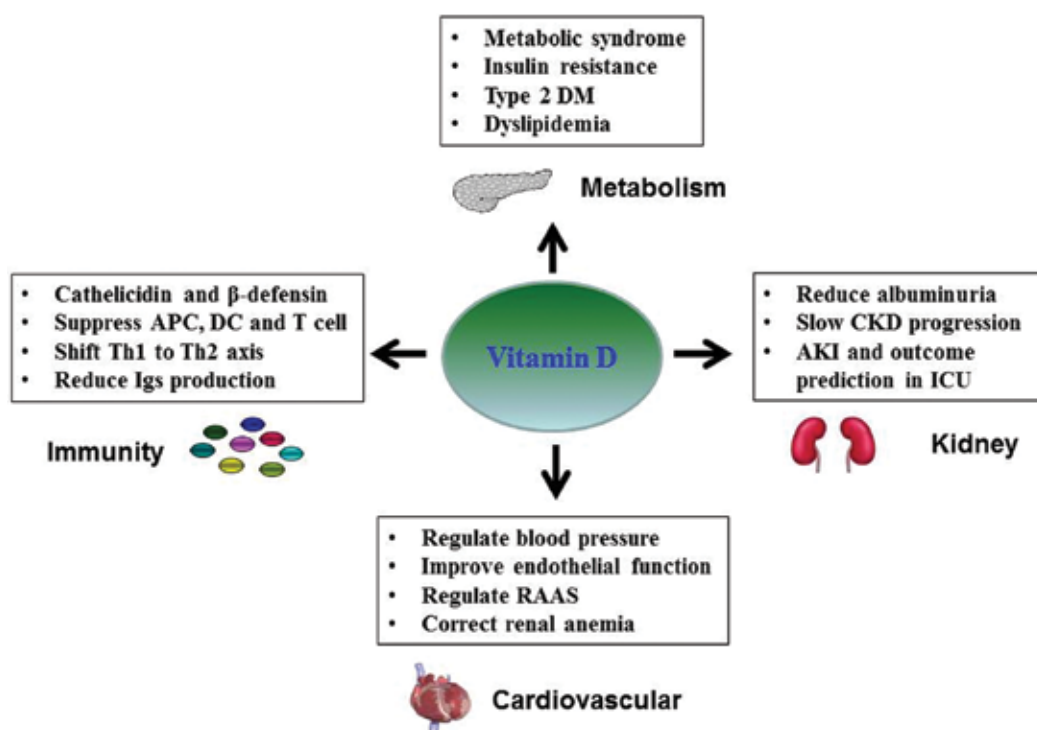 • Metabolic syndrome
• Insulin resistance
• Type 2 DM
• Dyslipidemia
Metabolism
• Cathelicidin and β-defensin
• Suppress APC, DC and T cell
• Shift Th1 to Th2 axis
• Reduce Igs production
Immunity
Vitamin D
• Reduce albuminuria
• Slow CKD progression
• AKI and outcome
prediction in ICU
Kidney
• Regulate blood pressure
• Improve endothelial function
• Regulate RAAS
• Correct renal anemia
Cardiovascular